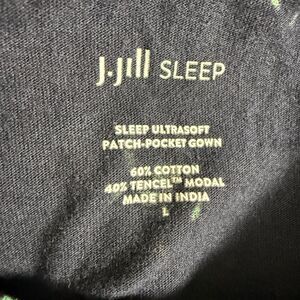 J.Jill SLEEP
SLEEP ULTRASOFT
PATCH-POCKET GOWN
60% COTTON
40% TENCEL™ MODAL
MADE IN INDIA
L